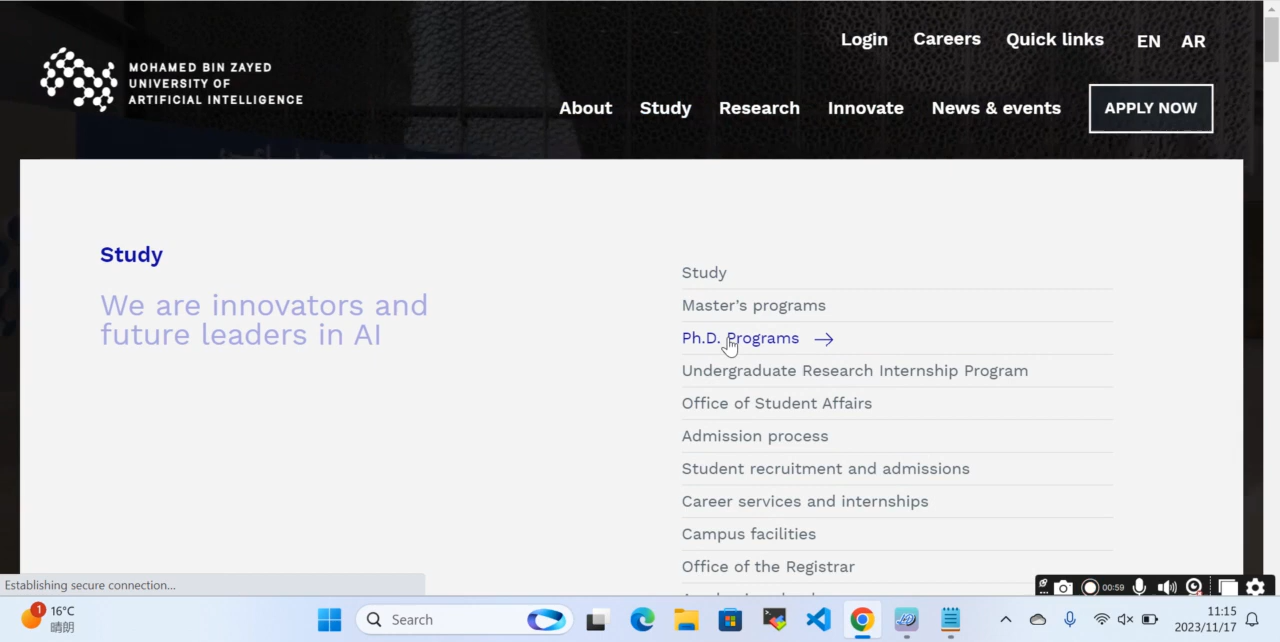 Login Careers Quick links EN AR
MOHAMED BIN ZAYED
UNIVERSITY OF
ARTIFICIAL INTELLIGENCE
About Study Research Innovate News & events APPLY NOW
Study
We are innovators and
future leaders in AI
Study
Master's programs
Ph.D. Programs
Undergraduate Research Internship Program
Office of Student Affairs
Admission process
Student recruitment and admissions
Career services and internships
Campus facilities
Office of the Registrar
Establishing secure connection...
00:59
1
16°C
晴朗
Search
11:15
2023/11/17